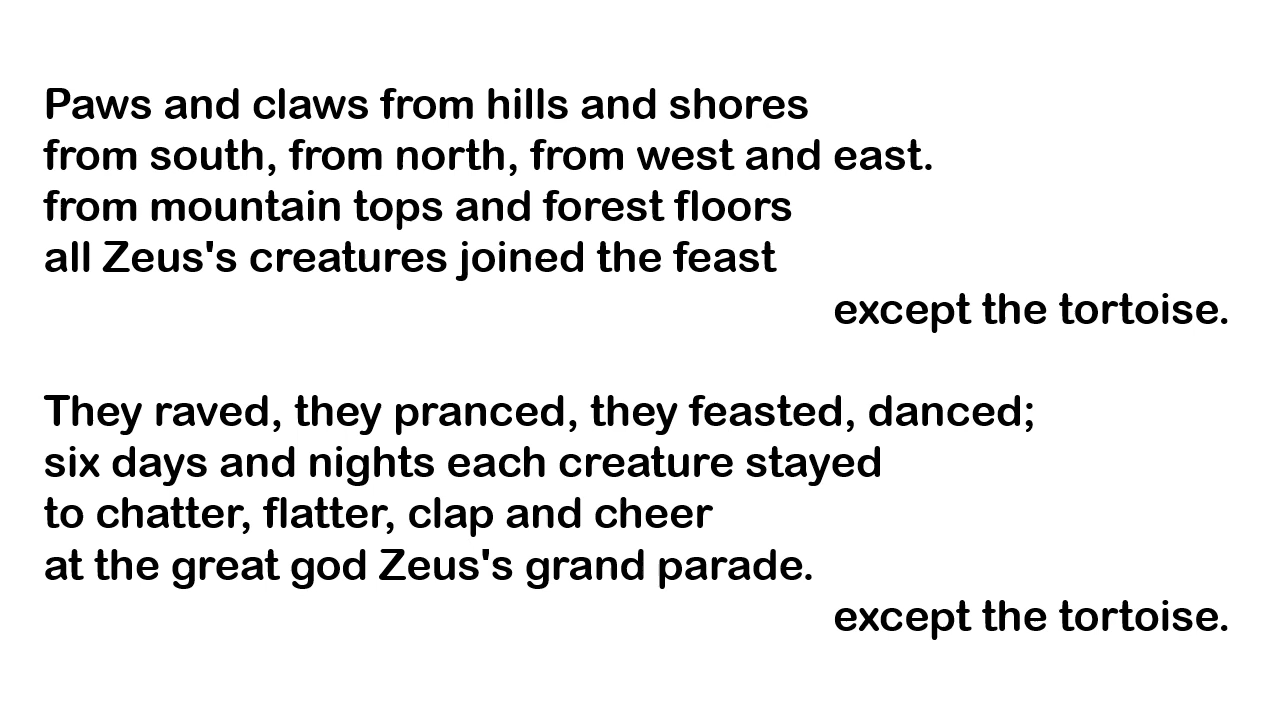 Paws and claws from hills and shores
from south, from north, from west and east.
from mountain tops and forest floors
all Zeus's creatures joined the feast
except the tortoise.
They raved, they pranced, they feasted, danced;
six days and nights each creature stayed
to chatter, flatter, clap and cheer
at the great god Zeus's grand parade.
except the tortoise.